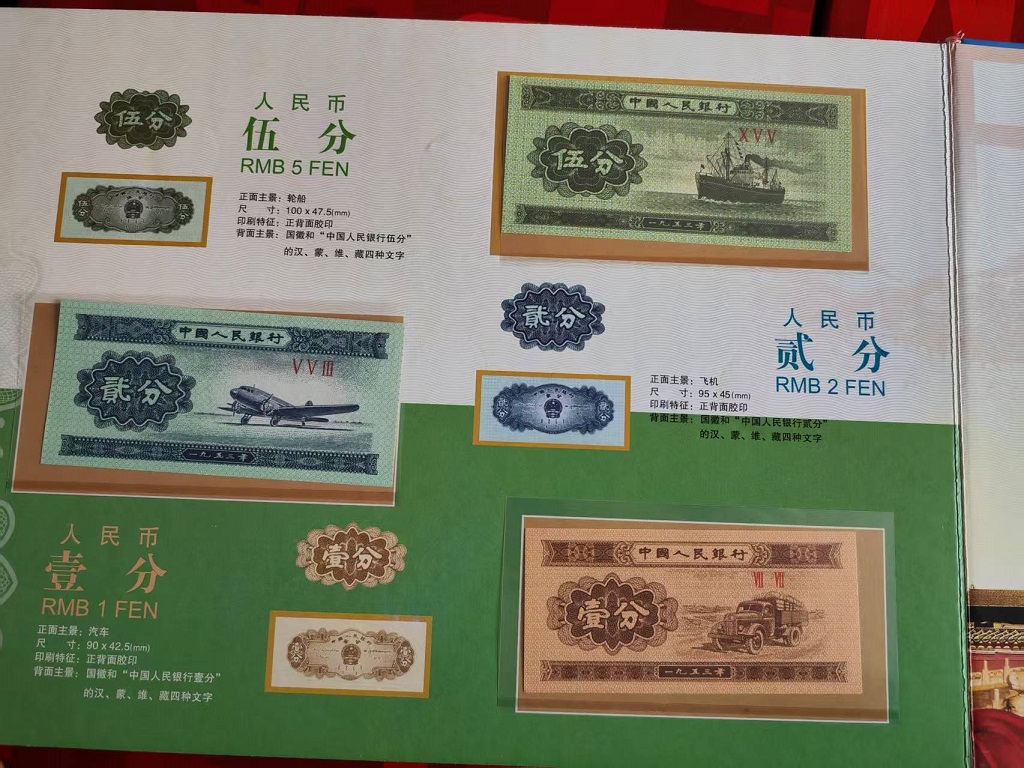 伍分
人民币
伍 分
RMB 5 FEN
正面主景：轮船
尺 寸：100 x 47.5(mm)
印刷特征：正背面胶印
背面主景：国徽和“中国人民银行伍分”
的汉、蒙、维、藏四种文字
伍分
伍分
中國人民銀行
XVV
伍分
一九五三年
中國人民銀行
VVIII
貳分
一九五三年
貳分
人民币
贰 分
RMB 2 FEN
正面主景：飞机
尺 寸：95 x 45(mm)
印刷特征：正背面胶印
背面主景：国徽和“中国人民银行贰分”
的汉、蒙、维、藏四种文字
人民币
壹 分
RMB 1 FEN
正面主景：汽车
尺 寸：90 x 42.5(mm)
印刷特征：正背面胶印
背面主景：国徽和“中国人民银行壹分”
的汉、蒙、维、藏四种文字
壹分
中國人民銀行
VII VII
壹分
一九五三年